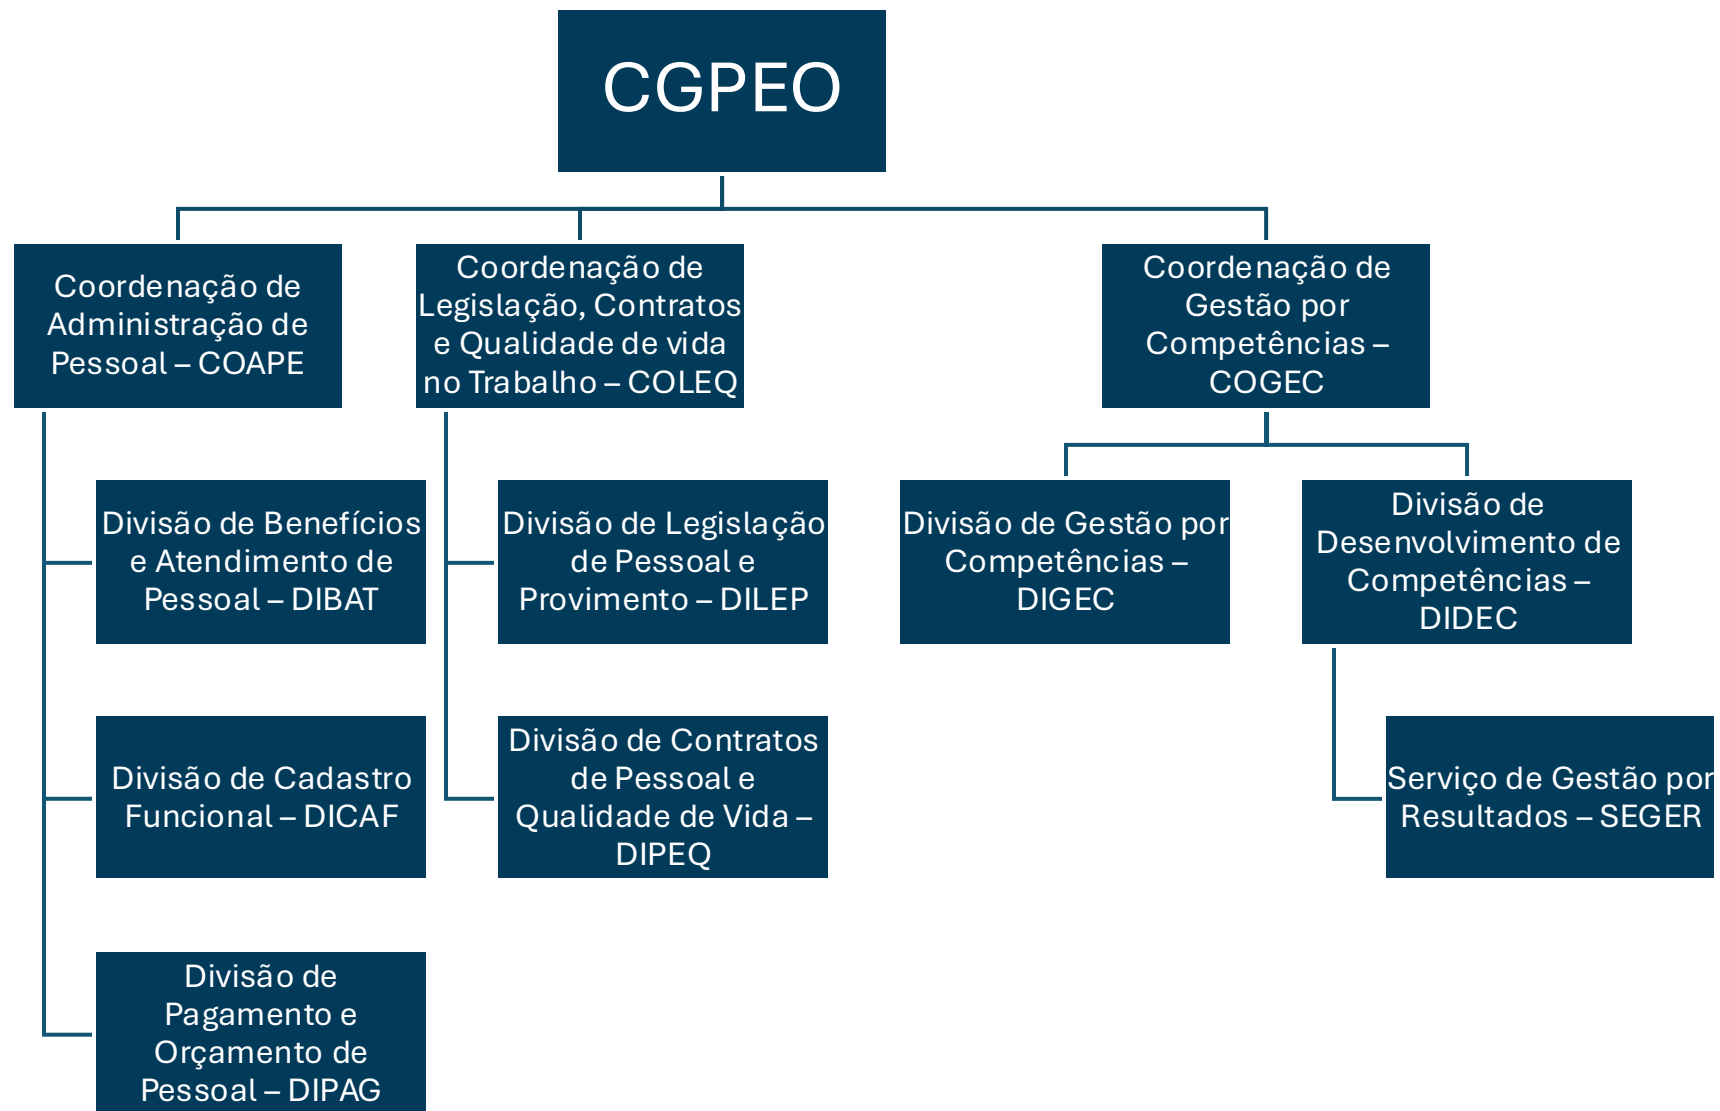 CGPEO
Coordenação de
Administração de
Pessoal – COAPE
Coordenação de
Legislação, Contratos
e Qualidade de vida
no Trabalho – COLEQ
Coordenação de
Gestão por
Competências –
COGEC
Divisão de Benefícios
e Atendimento de
Pessoal – DIBAT
Divisão de Legislação
de Pessoal e
Provimento – DILEP
Divisão de Gestão por
Competências –
DIGEC
Divisão de
Desenvolvimento de
Competências –
DIDEC
Divisão de Cadastro
Funcional – DICAF
Divisão de Contratos
de Pessoal e
Qualidade de Vida –
DIPEQ
Serviço de Gestão por
Resultados – SEGER
Divisão de
Pagamento e
Orçamento de
Pessoal – DIPAG